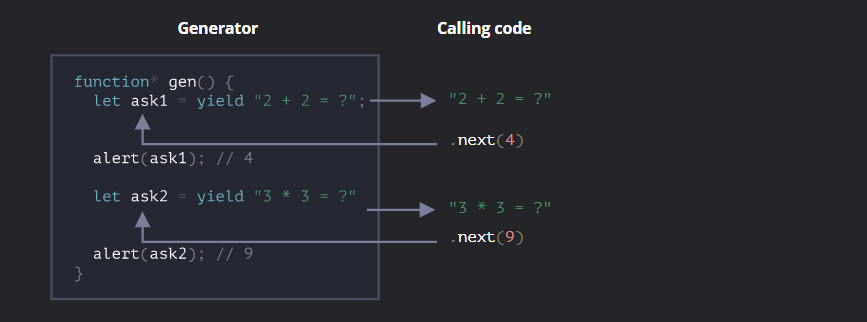 Generator Calling code
function* gen() {
let ask1 = yield "2 + 2 = ?"; "2 + 2 = ?"
.next(4)
alert(ask1); // 4
let ask2 = yield "3 * 3 = ?"
"3 * 3 = ?"
.next(9)
alert(ask2); // 9
}